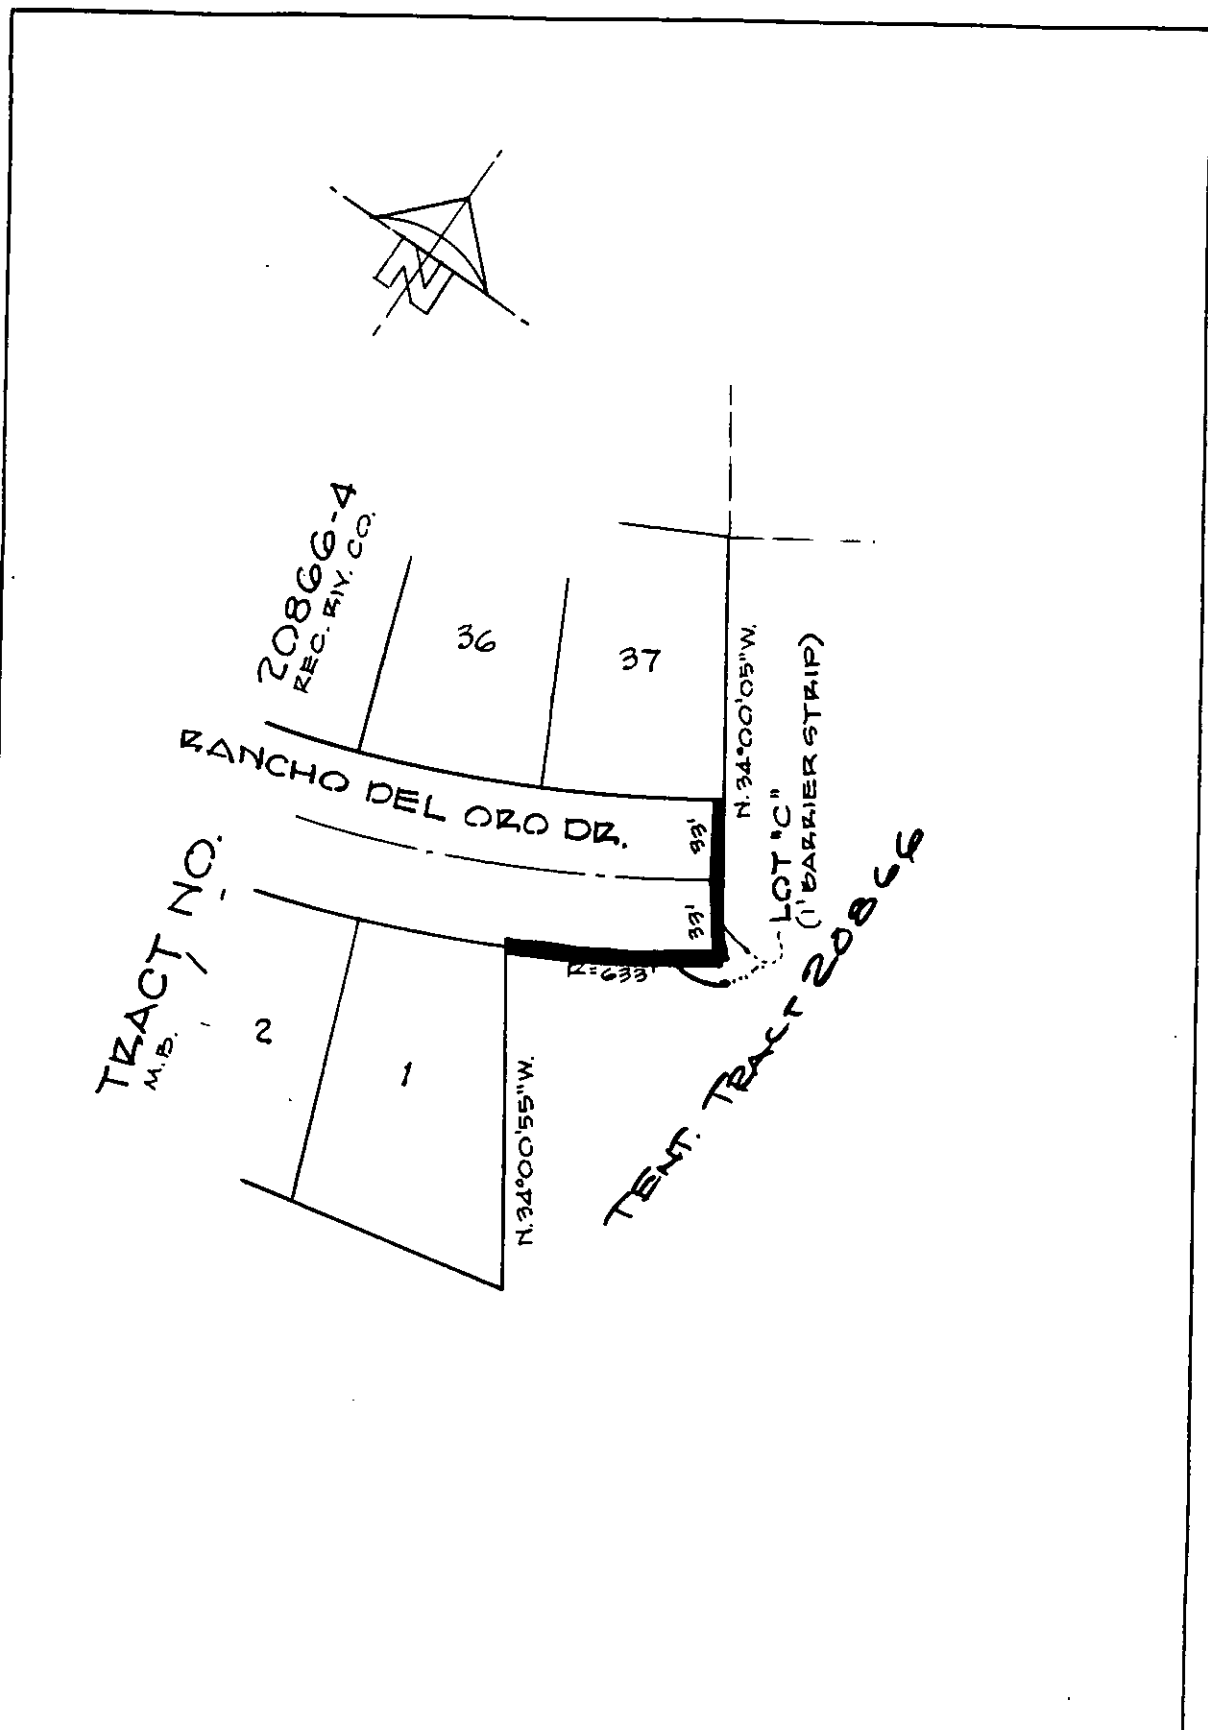 N
TRACT NO. 20866-4
M.B. REC. RIV. CO.
36
37
RANCHO DEL ORO DR.
33'
33'
N.34°00'05"W.
LOT "C"
(1' BARRIER STRIP)
R=633'
2
1
N.34°00'55"W.
TENT. TRACT 20866